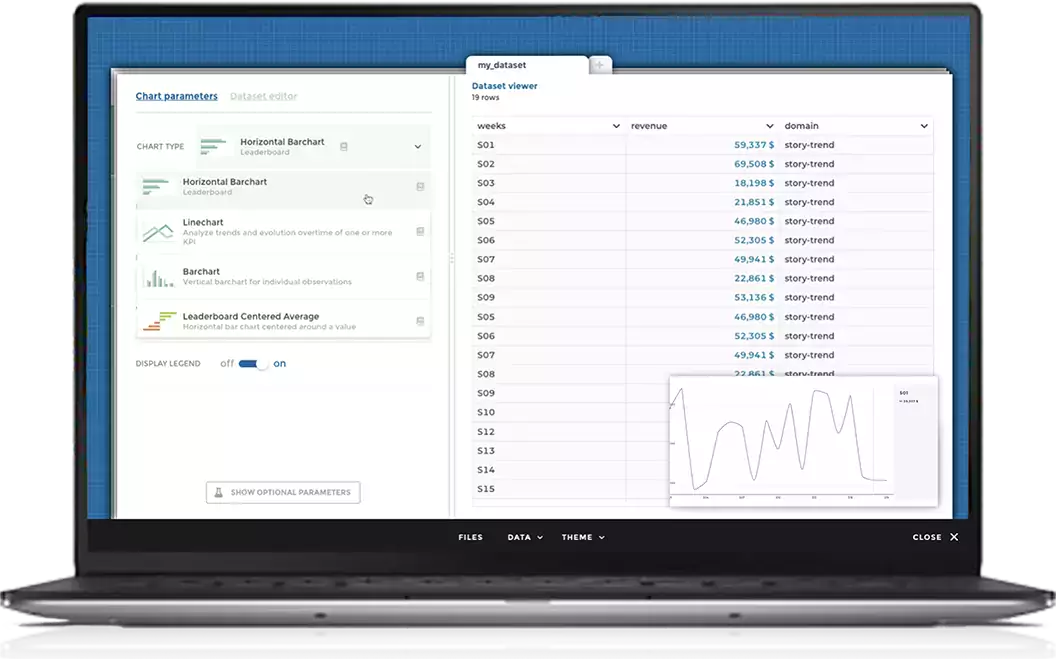 my_dataset
Chart parameters
Dataset editor
CHART TYPE
Horizontal Barchart
Leaderboard
Horizontal Barchart
Leaderboard
Linechart
Analyze trends and evolution overtime of one or more
KPI
Barchart
Vertical barchart for individual observations
Leaderboard Centered Average
Horizontal bar chart centered around a value
DISPLAY LEGEND off on
SHOW OPTIONAL PARAMETERS
Dataset viewer
19 rows
weeks revenue domain
S01 59,337 $ story-trend
S02 69,508 $ story-trend
S03 18,198 $ story-trend
S04 21,851 $ story-trend
S05 46,980 $ story-trend
S06 52,305 $ story-trend
S07 49,941 $ story-trend
S08 22,861 $ story-trend
S09 53,136 $ story-trend
S05 46,980 $ story-trend
S06 52,305 $ story-trend
S07 49,941 $ story-trend
S08 22,861 $ story-trend
S09
S10
S12
S13
S14
S15
S01
FILES DATA THEME CLOSE